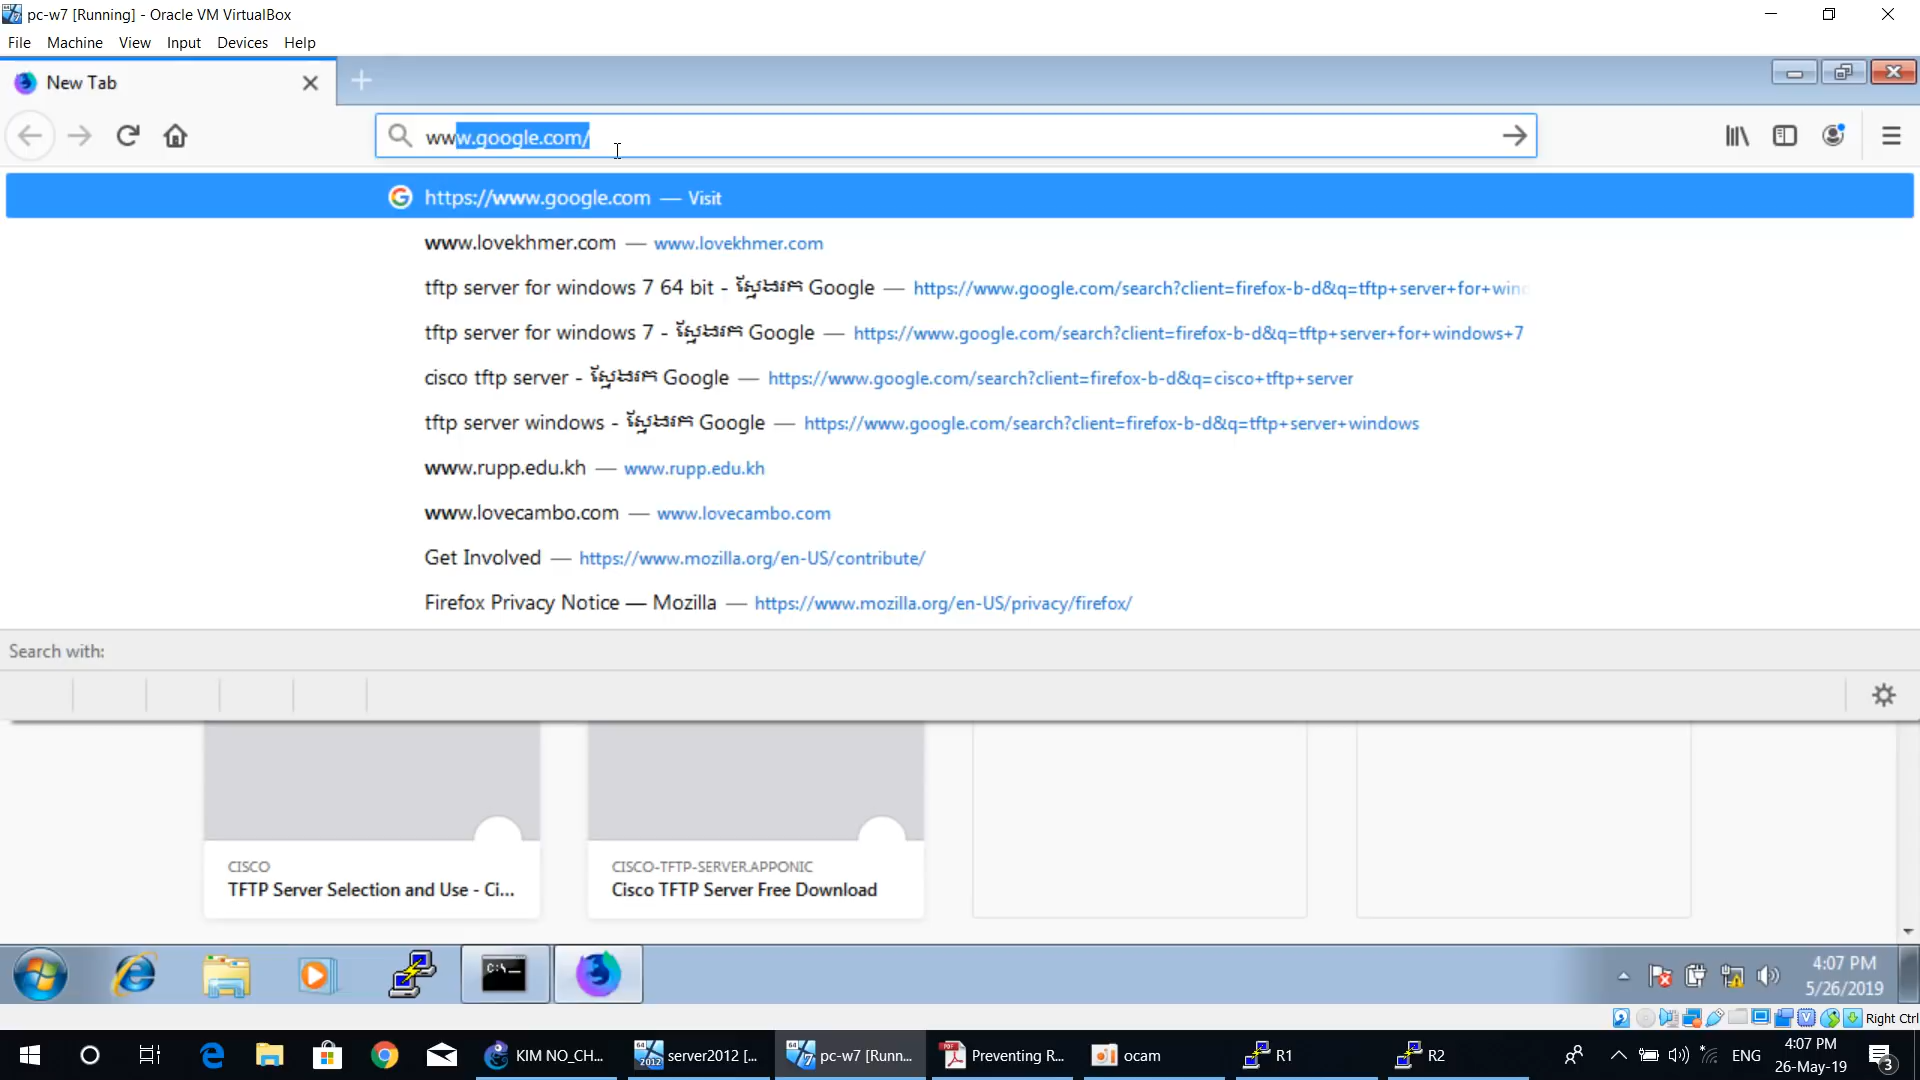 pc-w7 [Running] - Oracle VM VirtualBox
File Machine View Input Devices Help
New Tab
www.google.com/
https://www.google.com — Visit
www.lovekhmer.com — www.lovekhmer.com
tftp server for windows 7 64 bit - ស្វែងរក Google — https://www.google.com/search?client=firefox-b-d&q=tftp+server+for+wind
tftp server for windows 7 - ស្វែងរក Google — https://www.google.com/search?client=firefox-b-d&q=tftp+server+for+windows+7
cisco tftp server - ស្វែងរក Google — https://www.google.com/search?client=firefox-b-d&q=cisco+tftp+server
tftp server windows - ស្វែងរក Google — https://www.google.com/search?client=firefox-b-d&q=tftp+server+windows
www.rupp.edu.kh — www.rupp.edu.kh
www.lovecambo.com — www.lovecambo.com
Get Involved — https://www.mozilla.org/en-US/contribute/
Firefox Privacy Notice — Mozilla — https://www.mozilla.org/en-US/privacy/firefox/
Search with:
CISCO
TFTP Server Selection and Use - Ci...
CISCO-TFTP-SERVER.APPONIC
Cisco TFTP Server Free Download
C:\
4:07 PM
5/26/2019
Right Ctrl
KIM NO_CH...
server2012 [...
pc-w7 [Runn...
Preventing R...
ocam
R1
R2
ENG
4:07 PM
26-May-19
3